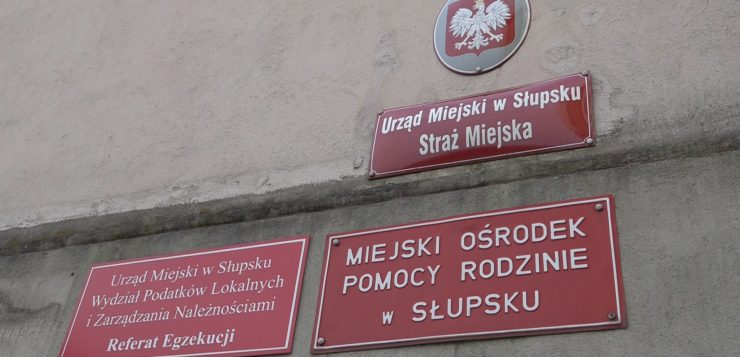 Urząd Miejski w Słupsku
Straż Miejska
Urząd Miejski w Słupsku
Wydział Podatków Lokalnych
i Zarządzania Należnościami
Referat Egzekucji
MIEJSKI OŚRODEK
POMOCY RODZINIE
w SŁUPSKU